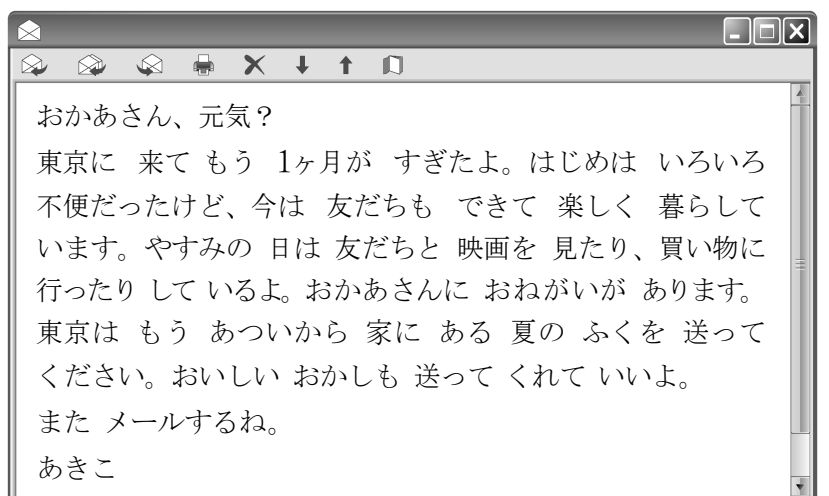 おかあさん、元気？
東京に 来て もう 1ヶ月が すぎたよ。はじめは いろいろ
不便だったけど、今は 友だちも できて 楽しく 暮らして
います。やすみの 日は 友だちと 映画を 見たり、買い物に
行ったり して いるよ。おかあさんに おねがいが あります。
東京は もう あついから 家に ある 夏の ふくを 送って
ください。おいしい おかしも 送って くれて いいよ。
また メールするね。
あきこ